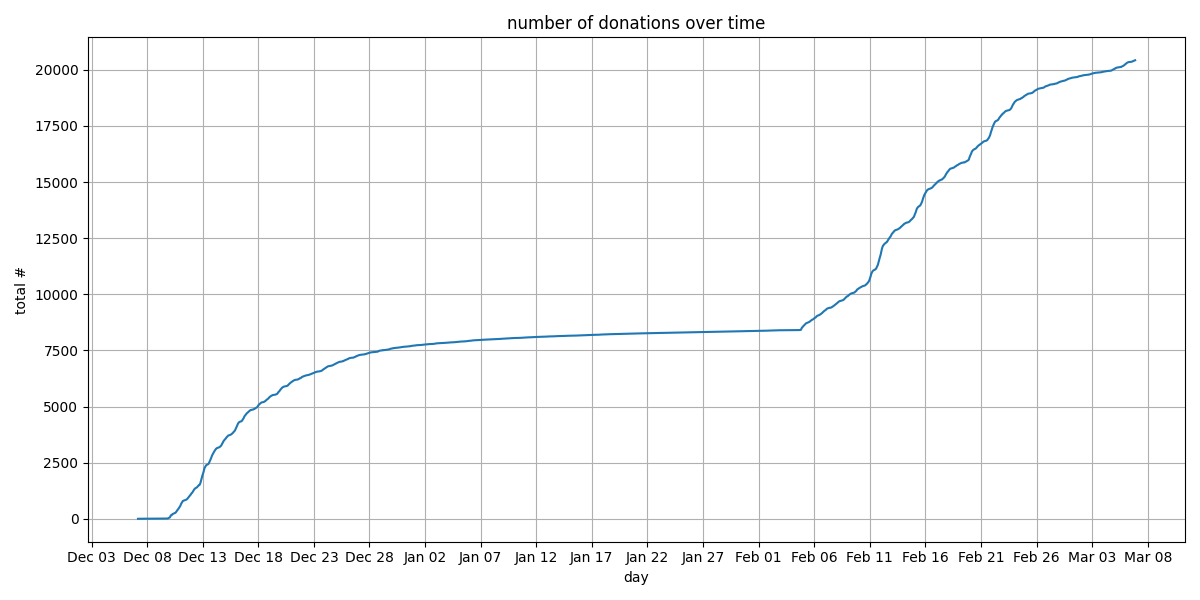 number of donations over time
20000
17500
15000
12500
10000
7500
5000
2500
0
total #
Dec 03 Dec 08 Dec 13 Dec 18 Dec 23 Dec 28 Jan 02 Jan 07 Jan 12 Jan 17 Jan 22 Jan 27 Feb 01 Feb 06 Feb 11 Feb 16 Feb 21 Feb 26 Mar 03 Mar 08
day